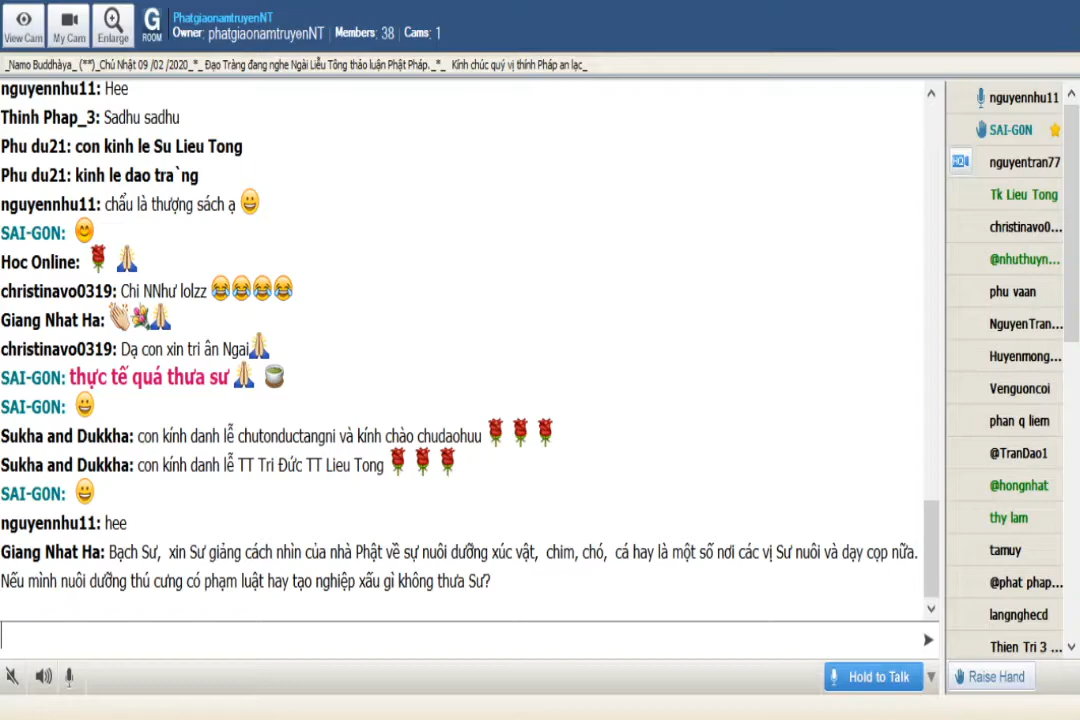 View Cam
My Cam
Enlarge
G ROOM
PhatgiaonamtruyenNT
Owner: phatgiaonamtruyenNT | Members: 38 | Cams: 1
_Namo Buddhàya_ (**)_Chủ Nhật 09 /02 /2020_*_ Đạo Tràng đang nghe Ngài Liễu Tông thảo luận Phật Pháp._*_ Kính chúc quý vị thính Pháp an lạc_
nguyennhu11: Hee
Thinh Phap_3: Sadhu sadhu
Phu du21: con kinh le Su Lieu Tong
Phu du21: kinh le dao tra`ng
nguyennhu11: chẩu là thượng sách ạ 😀
SAI-GON: 😊
Hoc Online: 🌹 🙏
christinavo0319: Chi NNhư lolzz 😂😂😂😂
Giang Nhat Ha: 👏💐🙏
christinavo0319: Dạ con xin tri ân Ngai🙏
SAI-GON: thực tế quá thưa sư 🙏 🍵
SAI-GON: 😀
Sukha and Dukkha: con kính danh lễ chutonductangni và kính chào chudaohuu 🌹 🌹 🌹
Sukha and Dukkha: con kính danh lễ TT Tri Đức TT Lieu Tong 🌹 🌹 🌹
SAI-GON: 😀
nguyennhu11: hee
Giang Nhat Ha: Bạch Sư, xin Sư giảng cách nhìn của nhà Phật về sự nuôi dưỡng xúc vật, chim, chó, cá hay là một số nơi các vị Sư nuôi và dạy cọp nữa.
Nếu mình nuôi dưỡng thú cưng có phạm luật hay tạo nghiệp xấu gì không thưa Sư?
nguyennhu11
SAI-GON
HQ
nguyentran77
Tk Lieu Tong
christinavo0...
@nhuthuyn...
phu vaan
NguyenTran...
Huyenmong...
Venguoncoi
phan q liem
@TranDao1
@hongnhat
thy lam
tamuy
@phat phap...
langnghecd
Thien Tri 3 ...
Hold to Talk
Raise Hand